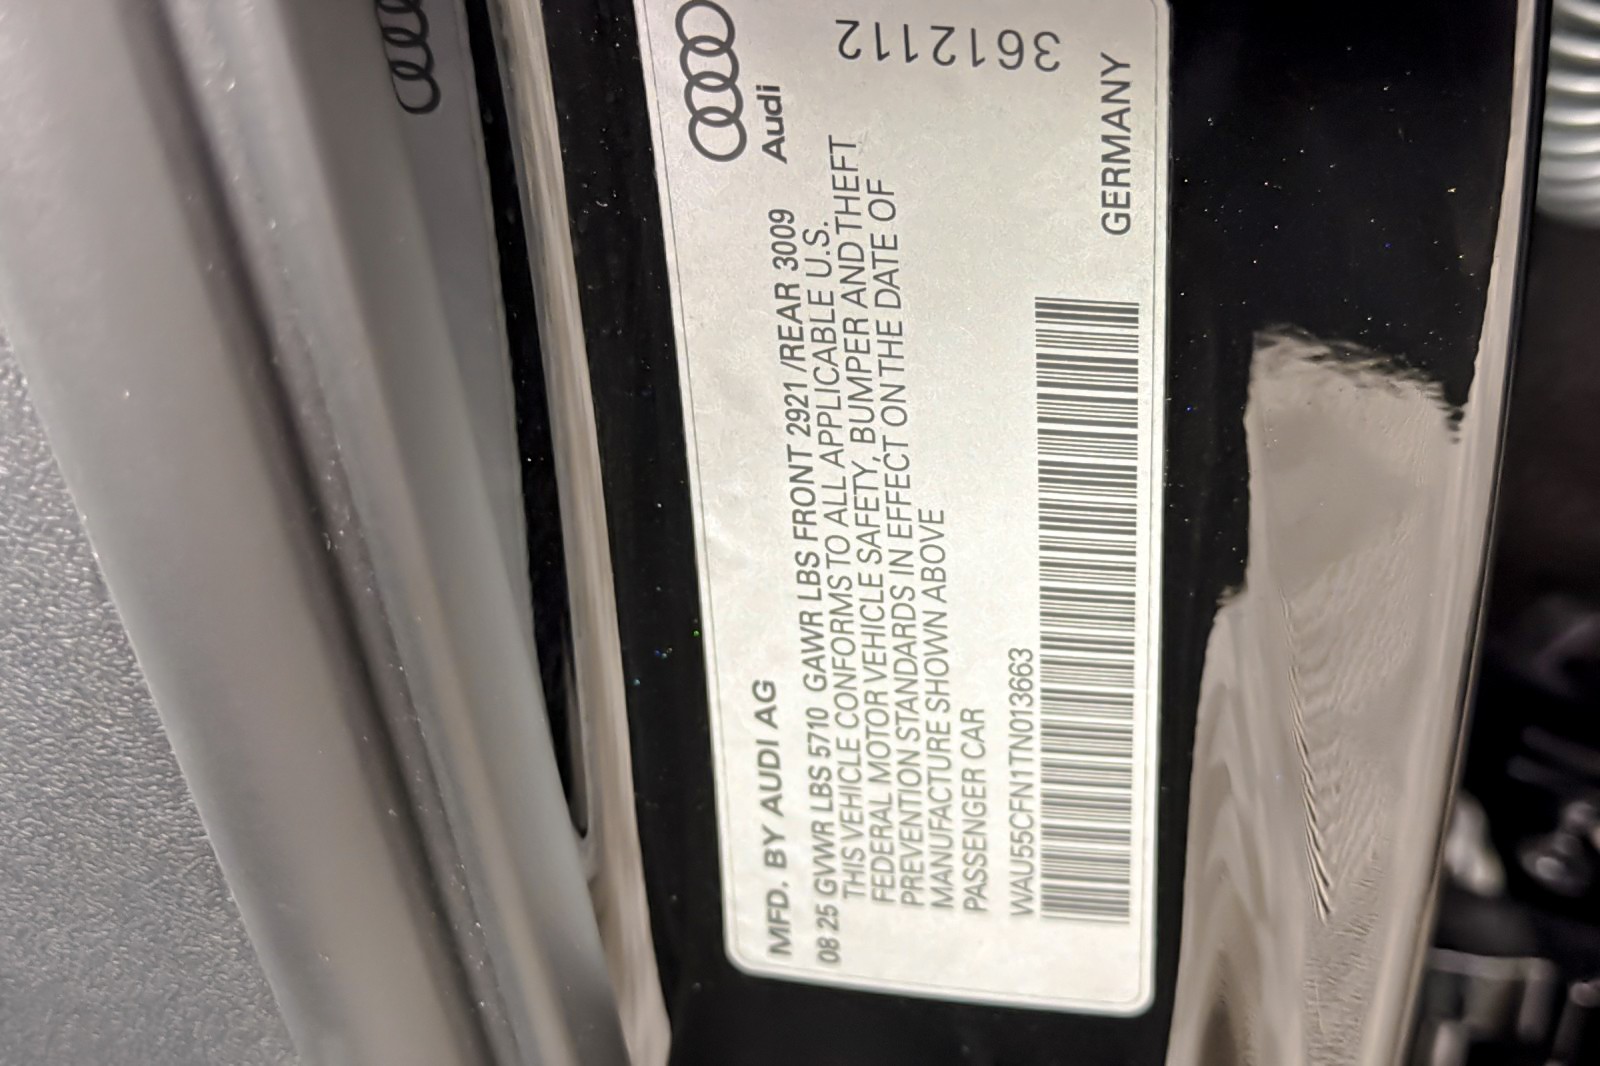 Audi
3612112
MFD. BY AUDI AG
08 25 GVWR LBS 5710 GAWR LBS FRONT 2921 /REAR 3009
THIS VEHICLE CONFORMS TO ALL APPLICABLE U.S.
FEDERAL MOTOR VEHICLE SAFETY, BUMPER AND THEFT
PREVENTION STANDARDS IN EFFECT ON THE DATE OF
MANUFACTURE SHOWN ABOVE
PASSENGER CAR
WAU55CFN1TN013663
GERMANY